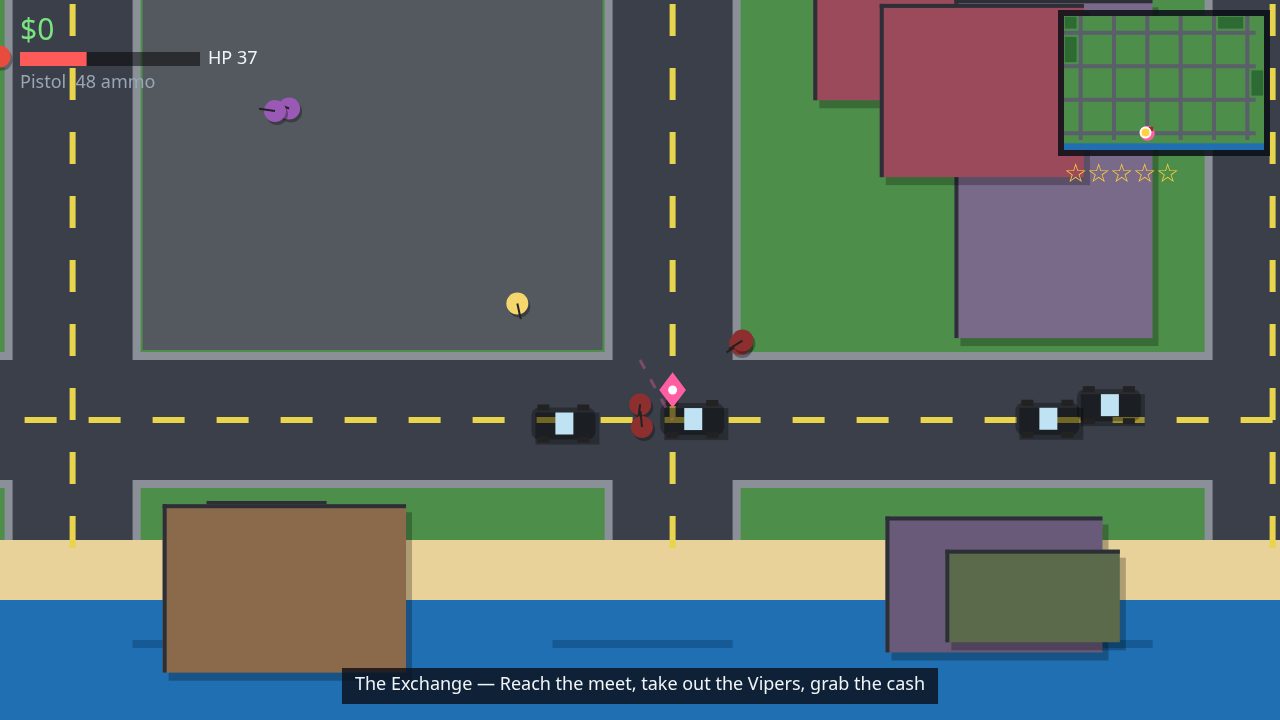 $0
HP 37
Pistol 48 ammo
☆☆☆☆☆
The Exchange — Reach the meet, take out the Vipers, grab the cash